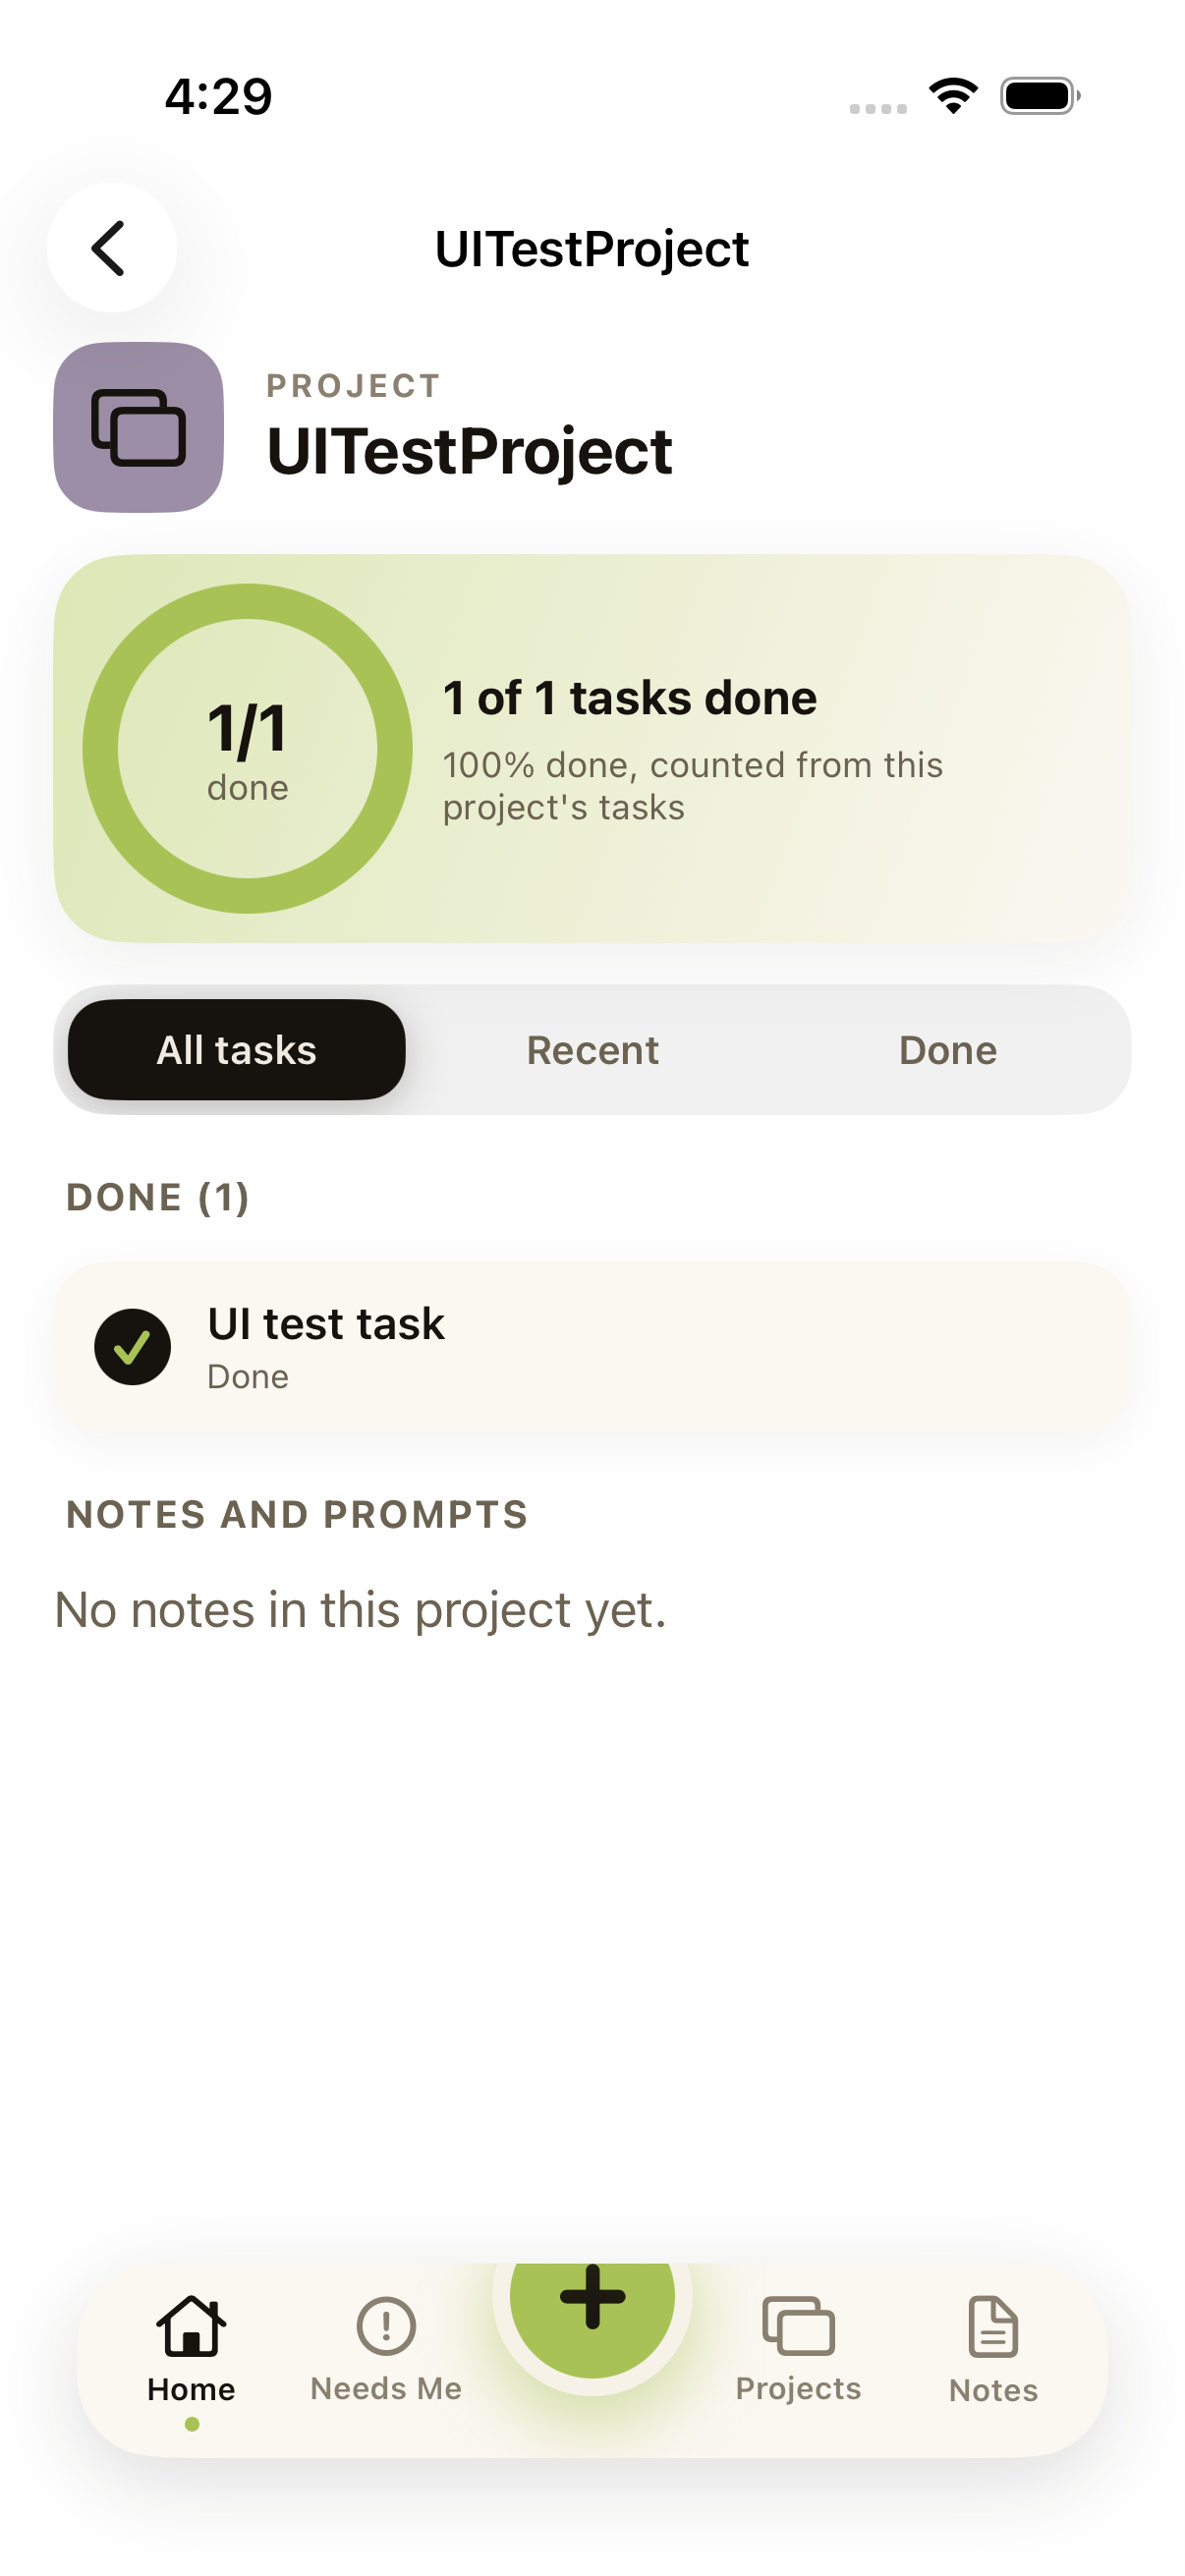 4:29
UITestProject
PROJECT
UITestProject
1/1
done
1 of 1 tasks done
100% done, counted from this
project's tasks
All tasks
Recent
Done
DONE (1)
UI test task
Done
NOTES AND PROMPTS
No notes in this project yet.
Home
Needs Me
Projects
Notes